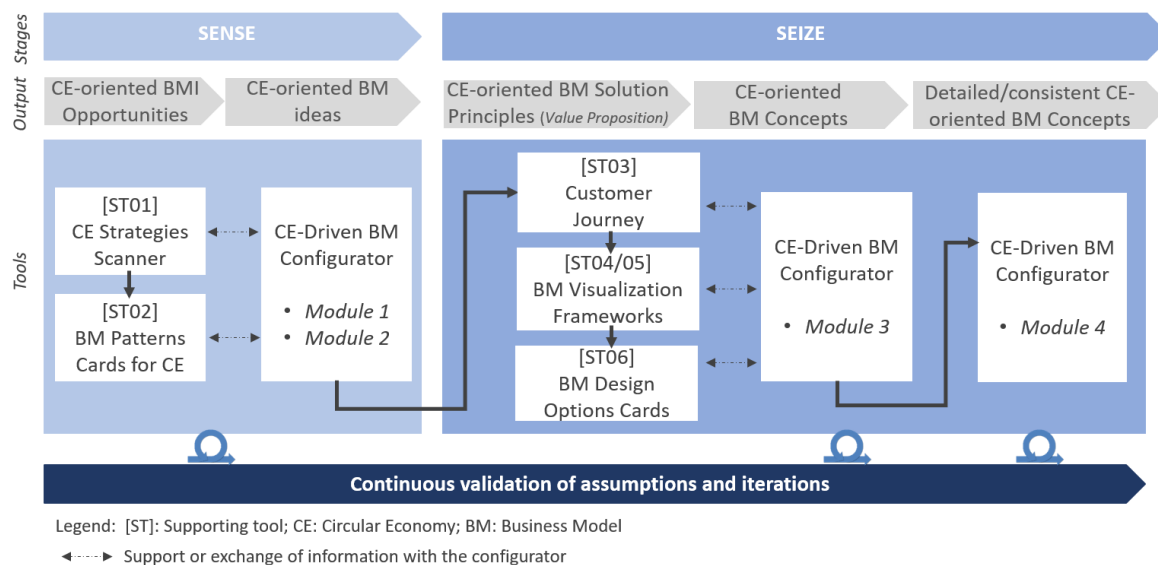 Stages
SENSE
SEIZE
Output
CE-oriented BMI
Opportunities
CE-oriented BM
ideas
CE-oriented BM Solution
Principles (Value Proposition)
CE-oriented
BM Concepts
Detailed/consistent CE-
oriented BM Concepts
Tools
[ST01]
CE Strategies
Scanner
[ST02]
BM Patterns
Cards for CE
CE-Driven BM
Configurator
• Module 1
• Module 2
[ST03]
Customer
Journey
[ST04/05]
BM Visualization
Frameworks
[ST06]
BM Design
Options Cards
CE-Driven BM
Configurator
• Module 3
CE-Driven BM
Configurator
• Module 4
Continuous validation of assumptions and iterations
Legend: [ST]: Supporting tool; CE: Circular Economy; BM: Business Model
Support or exchange of information with the configurator